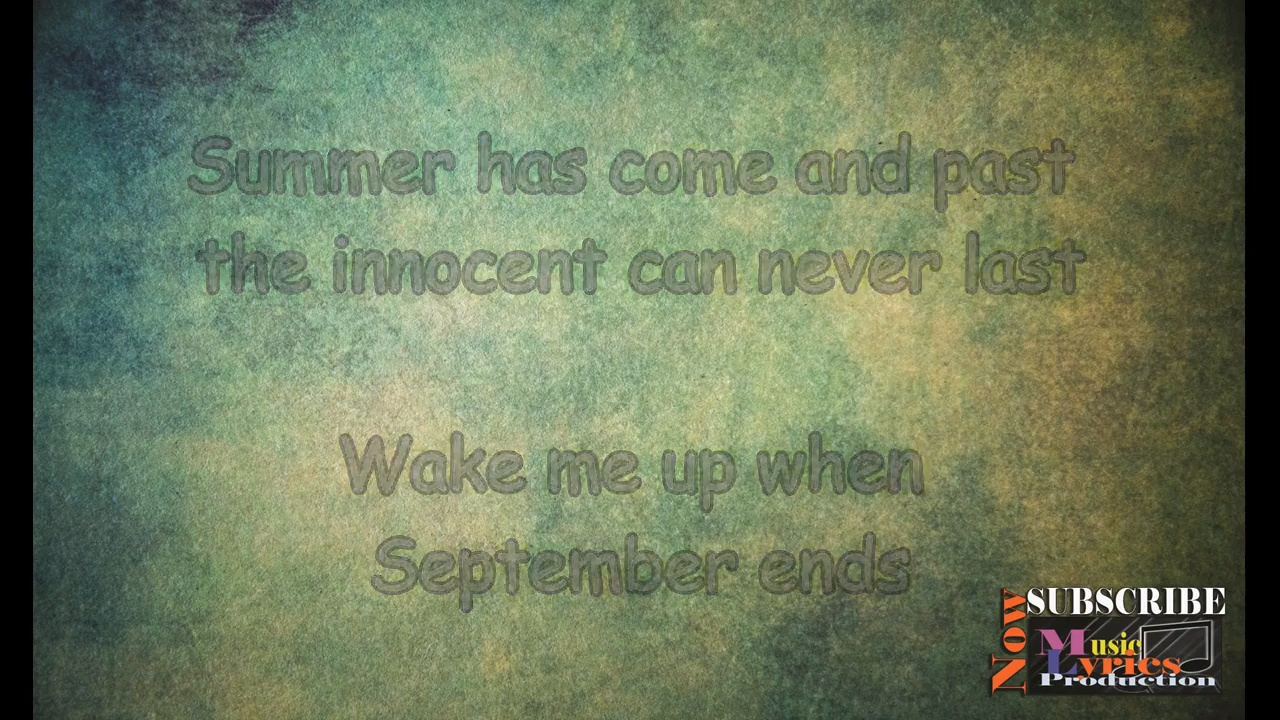 Summer has come and past
the innocent can never last
Wake me up when
September ends
Now SUBSCRIBE
Music
Lyrics
Production